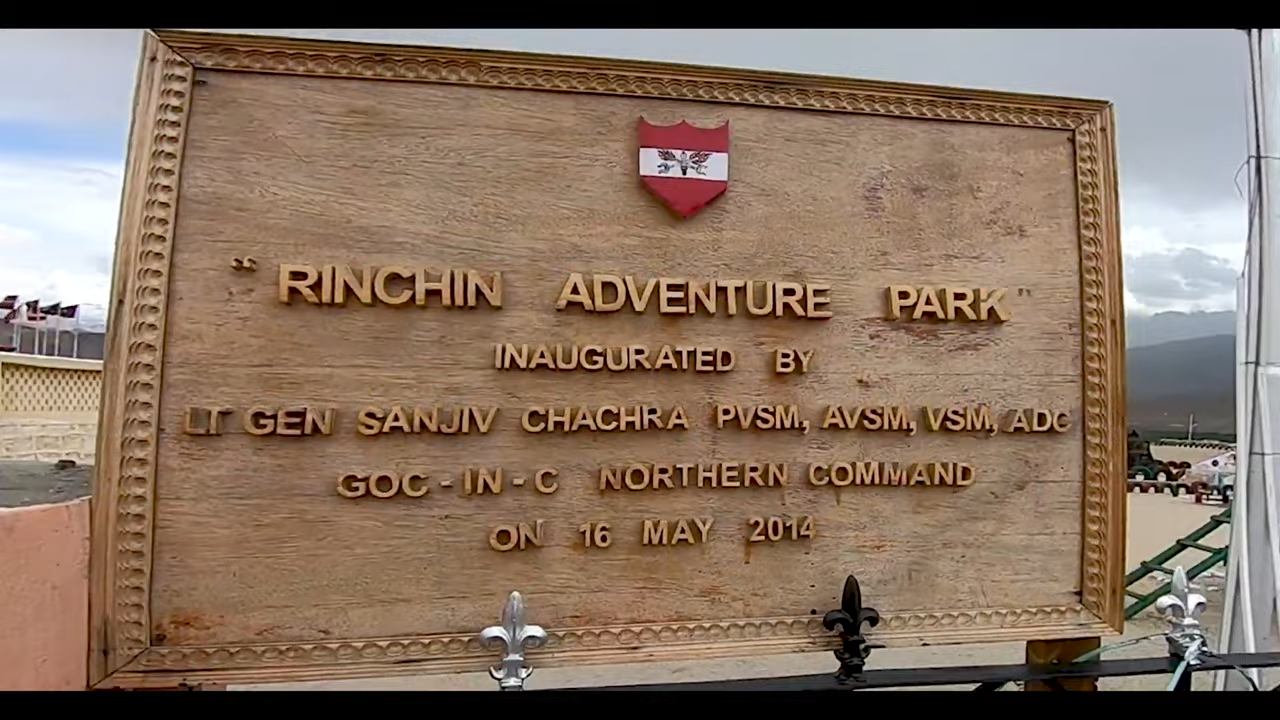 “ RINCHIN ADVENTURE PARK "
INAUGURATED BY
LT GEN SANJIV CHACHRA PVSM, AVSM, VSM, ADC
GOC - IN - C NORTHERN COMMAND
ON 16 MAY 2014